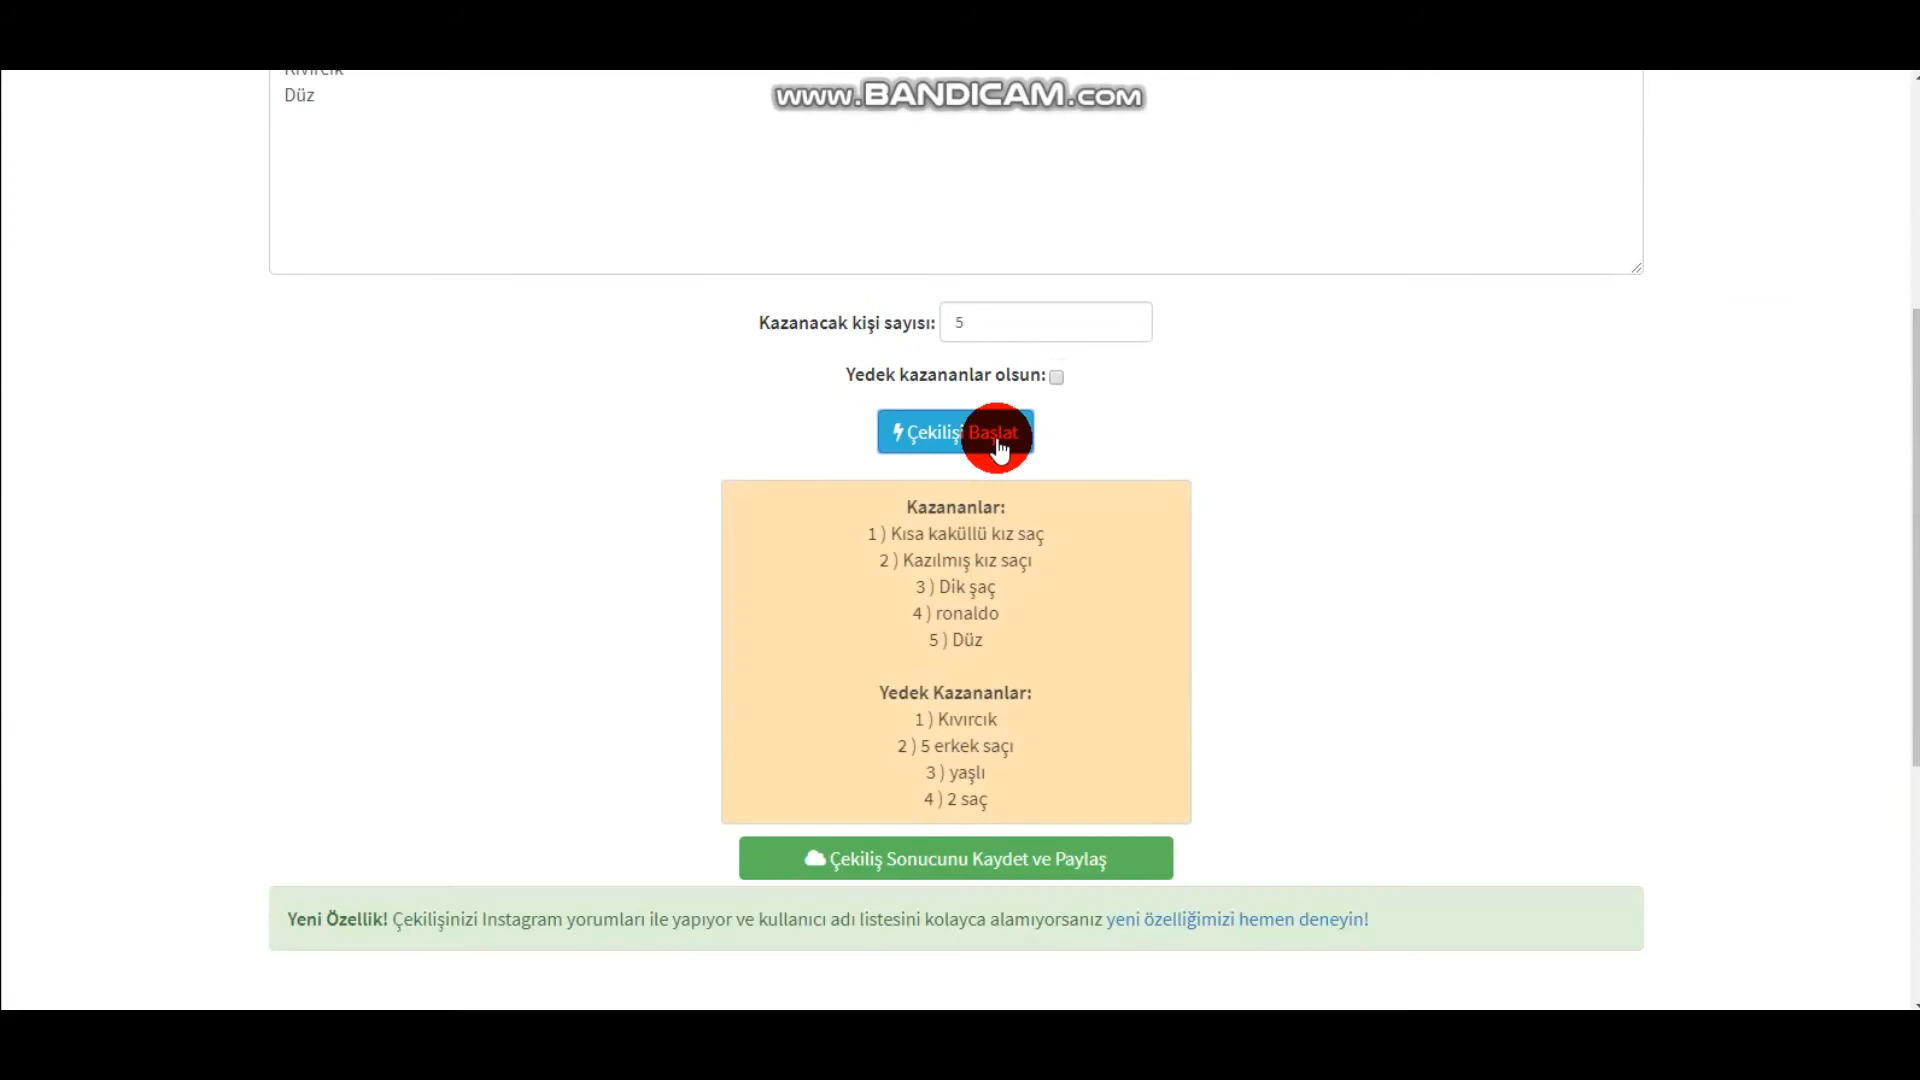 Kıvırcık
Düz
www.BANDICAM.com
Kazanacak kişi sayısı: 5
Yedek kazananlar olsun:
Çekilişi Başlat
Kazananlar:
1 ) Kısa kaküllü kız saç
2 ) Kazılmış kız saçı
3 ) Dik şaç
4 ) ronaldo
5 ) Düz
Yedek Kazananlar:
1 ) Kıvırcık
2 ) 5 erkek saçı
3 ) yaşlı
4 ) 2 saç
Çekiliş Sonucunu Kaydet ve Paylaş
Yeni Özellik! Çekilişinizi Instagram yorumları ile yapıyor ve kullanıcı adı listesini kolayca alamıyorsanız yeni özelliğimizi hemen deneyin!